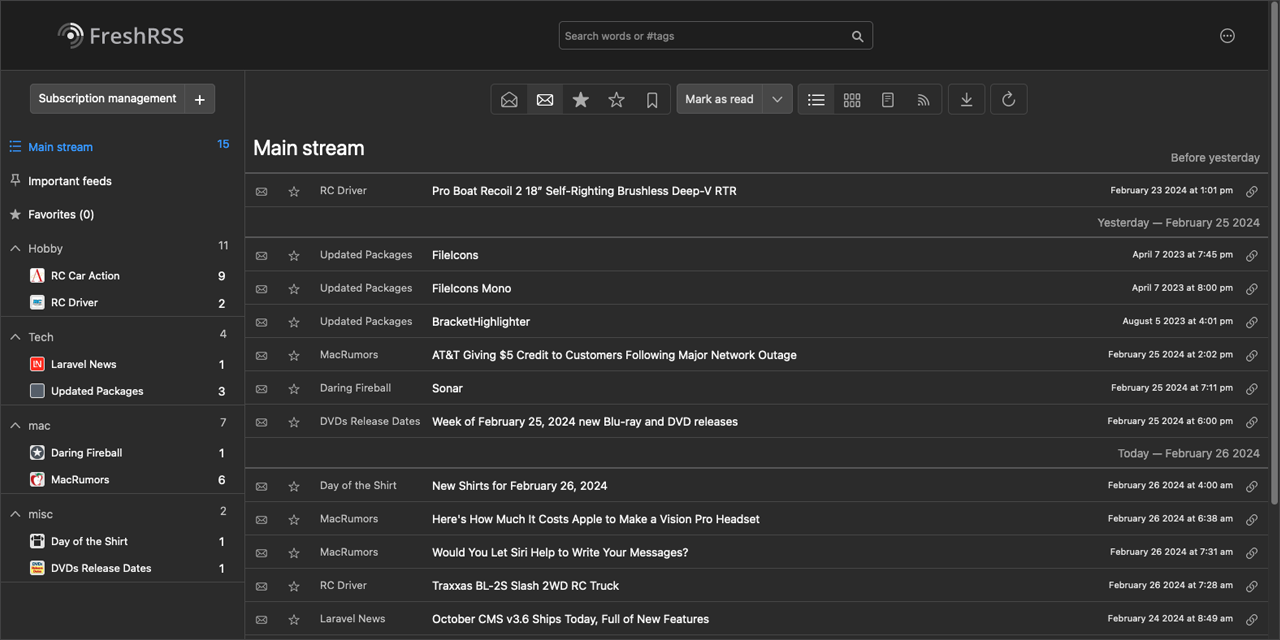 FreshRSS
Search words or #tags
Subscription management
Mark as read
Main stream 15
Important feeds
Favorites (0)
Hobby 11
RC Car Action 9
RC Driver 2
Tech 4
Laravel News 1
Updated Packages 3
mac 7
Daring Fireball 1
MacRumors 6
misc 2
Day of the Shirt 1
DVDs Release Dates 1
Main stream
Before yesterday
RC Driver Pro Boat Recoil 2 18″ Self-Righting Brushless Deep-V RTR February 23 2024 at 1:01 pm
Yesterday — February 25 2024
Updated Packages FileIcons April 7 2023 at 7:45 pm
Updated Packages FileIcons Mono April 7 2023 at 8:00 pm
Updated Packages BracketHighlighter August 5 2023 at 4:01 pm
MacRumors AT&T Giving $5 Credit to Customers Following Major Network Outage February 25 2024 at 2:02 pm
Daring Fireball Sonar February 25 2024 at 7:11 pm
DVDs Release Dates Week of February 25, 2024 new Blu-ray and DVD releases February 25 2024 at 6:00 pm
Today — February 26 2024
Day of the Shirt New Shirts for February 26, 2024 February 26 2024 at 4:00 am
MacRumors Here's How Much It Costs Apple to Make a Vision Pro Headset February 26 2024 at 6:38 am
MacRumors Would You Let Siri Help to Write Your Messages? February 26 2024 at 7:31 am
RC Driver Traxxas BL-2S Slash 2WD RC Truck February 26 2024 at 7:28 am
Laravel News October CMS v3.6 Ships Today, Full of New Features February 24 2024 at 8:49 am